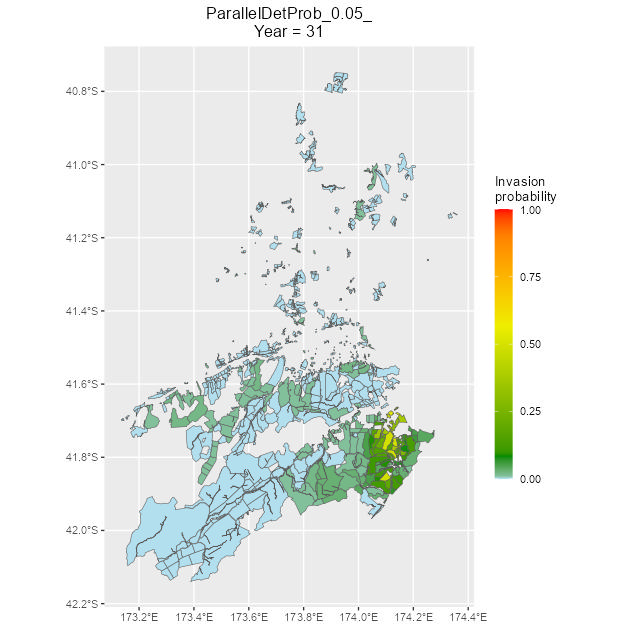 ParallelDetProb_0.05_
Year = 31
40.8°S
41.0°S
41.2°S
41.4°S
41.6°S
41.8°S
42.0°S
42.2°S
173.2°E
173.4°E
173.6°E
173.8°E
174.0°E
174.2°E
174.4°E
Invasion
probability
1.00
0.75
0.50
0.25
0.00